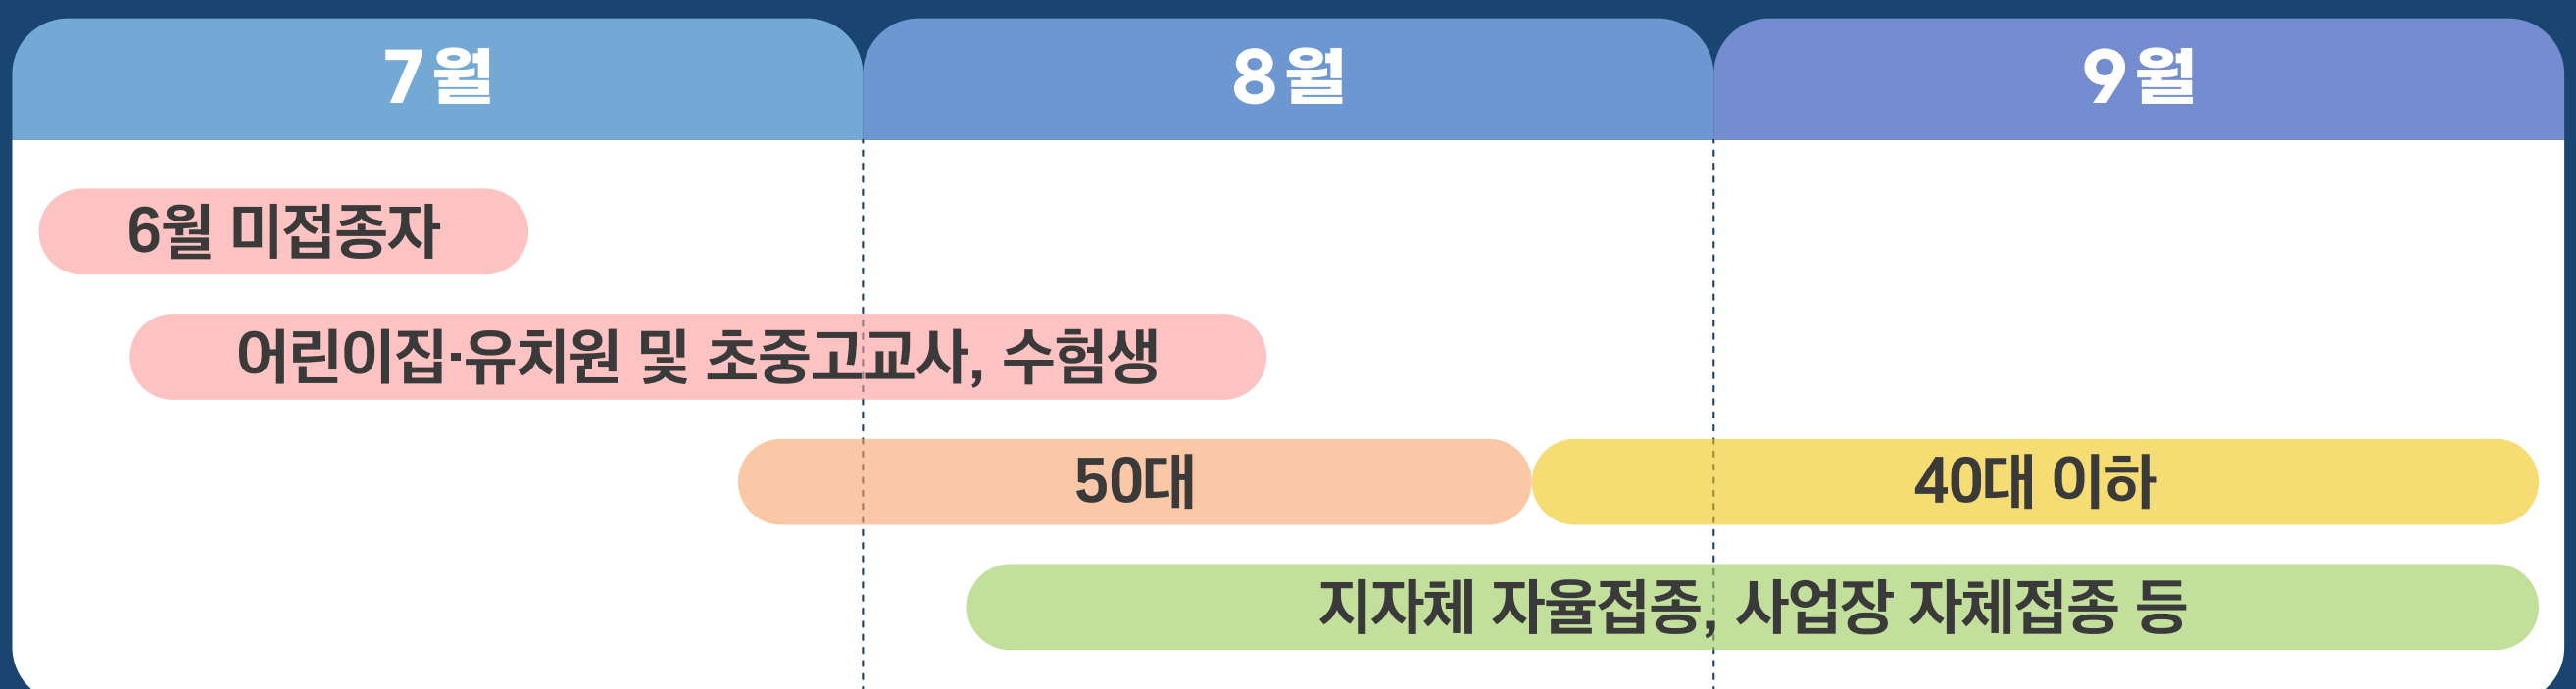 7월 8월 9월
6월 미접종자
어린이집·유치원 및 초중고교사, 수험생
50대 40대 이하
지자체 자율접종, 사업장 자체접종 등